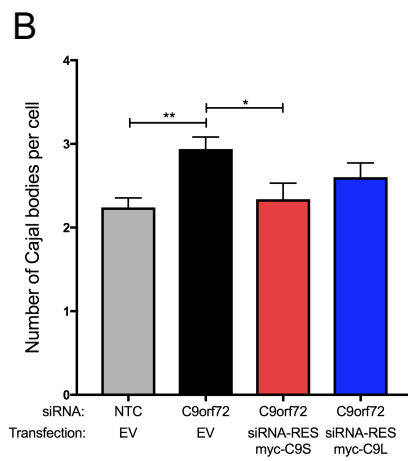 B
Number of Cajal bodies per cell
4
3
2
1
0
**
*
siRNA: NTC C9orf72 C9orf72 C9orf72
Transfection: EV EV siRNA-RES siRNA-RES
myc-C9S myc-C9L